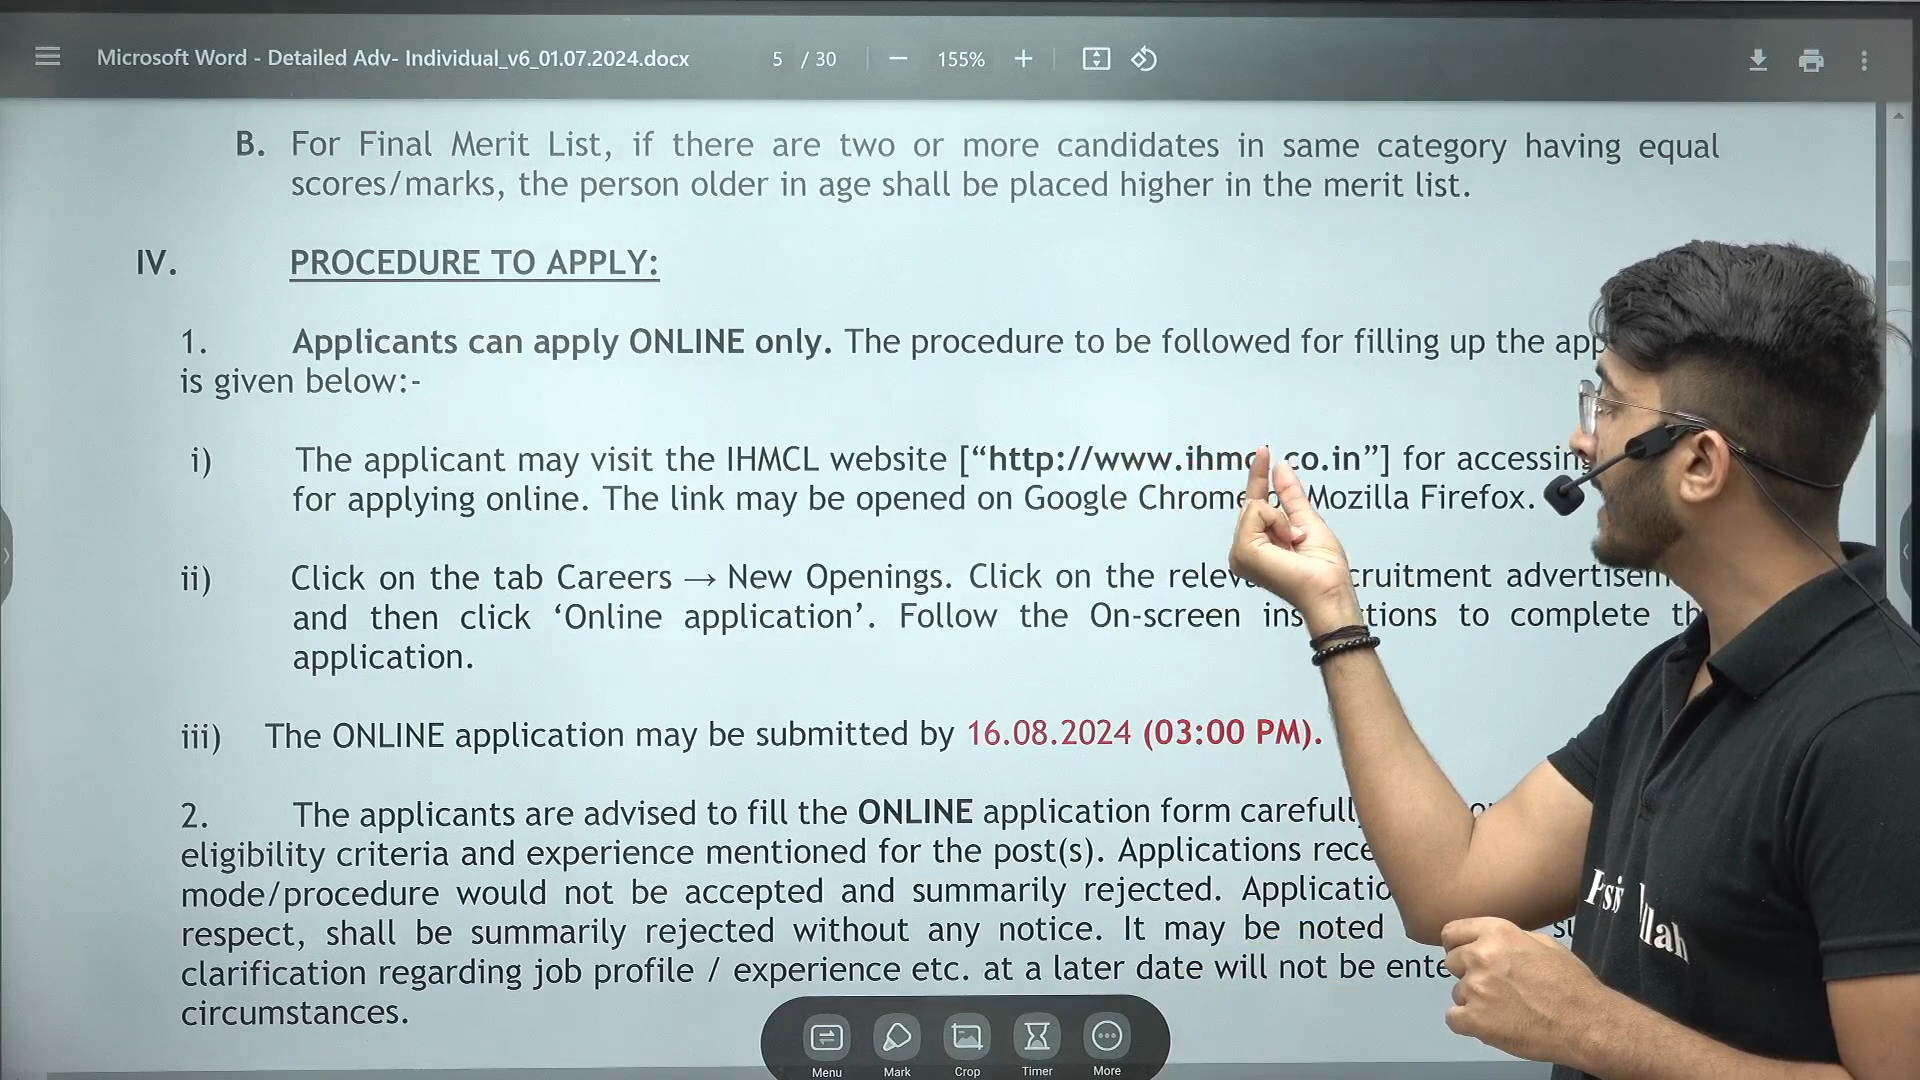 Microsoft Word - Detailed Adv- Individual_v6_01.07.2024.docx 5 / 30 155%
B. For Final Merit List, if there are two or more candidates in same category having equal
scores/marks, the person older in age shall be placed higher in the merit list.
IV. PROCEDURE TO APPLY:
1. Applicants can apply ONLINE only. The procedure to be followed for filling up the app
is given below:-
i) The applicant may visit the IHMCL website [“http://www.ihmcl.co.in”] for accessing
for applying online. The link may be opened on Google Chrome Mozilla Firefox.
ii) Click on the tab Careers → New Openings. Click on the relev cruitment advertisem
and then click ‘Online application’. Follow the On-screen ins ctions to complete th
application.
iii) The ONLINE application may be submitted by 16.08.2024 (03:00 PM).
2. The applicants are advised to fill the ONLINE application form carefull
eligibility criteria and experience mentioned for the post(s). Applications rece
mode/procedure would not be accepted and summarily rejected. Applicatio
respect, shall be summarily rejected without any notice. It may be noted su
clarification regarding job profile / experience etc. at a later date will not be ente
circumstances.
Menu Mark Crop Timer More